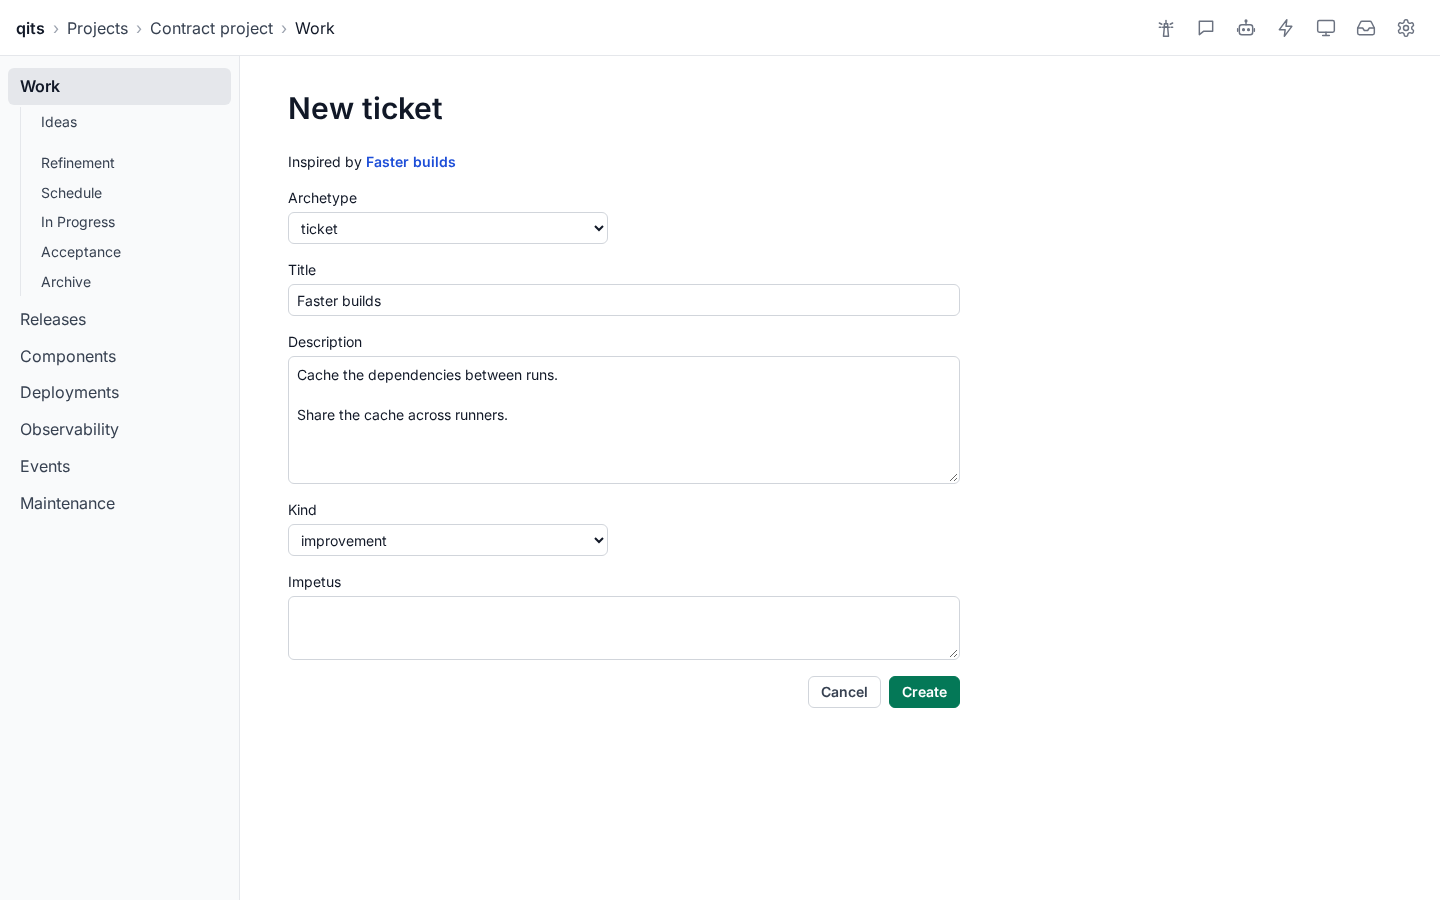 qits › Projects › Contract project › Work
Work
Ideas
Refinement
Schedule
In Progress
Acceptance
Archive
Releases
Components
Deployments
Observability
Events
Maintenance
New ticket
Inspired by Faster builds
Archetype
ticket
Title
Faster builds
Description
Cache the dependencies between runs.
Share the cache across runners.
Kind
improvement
Impetus
Cancel
Create